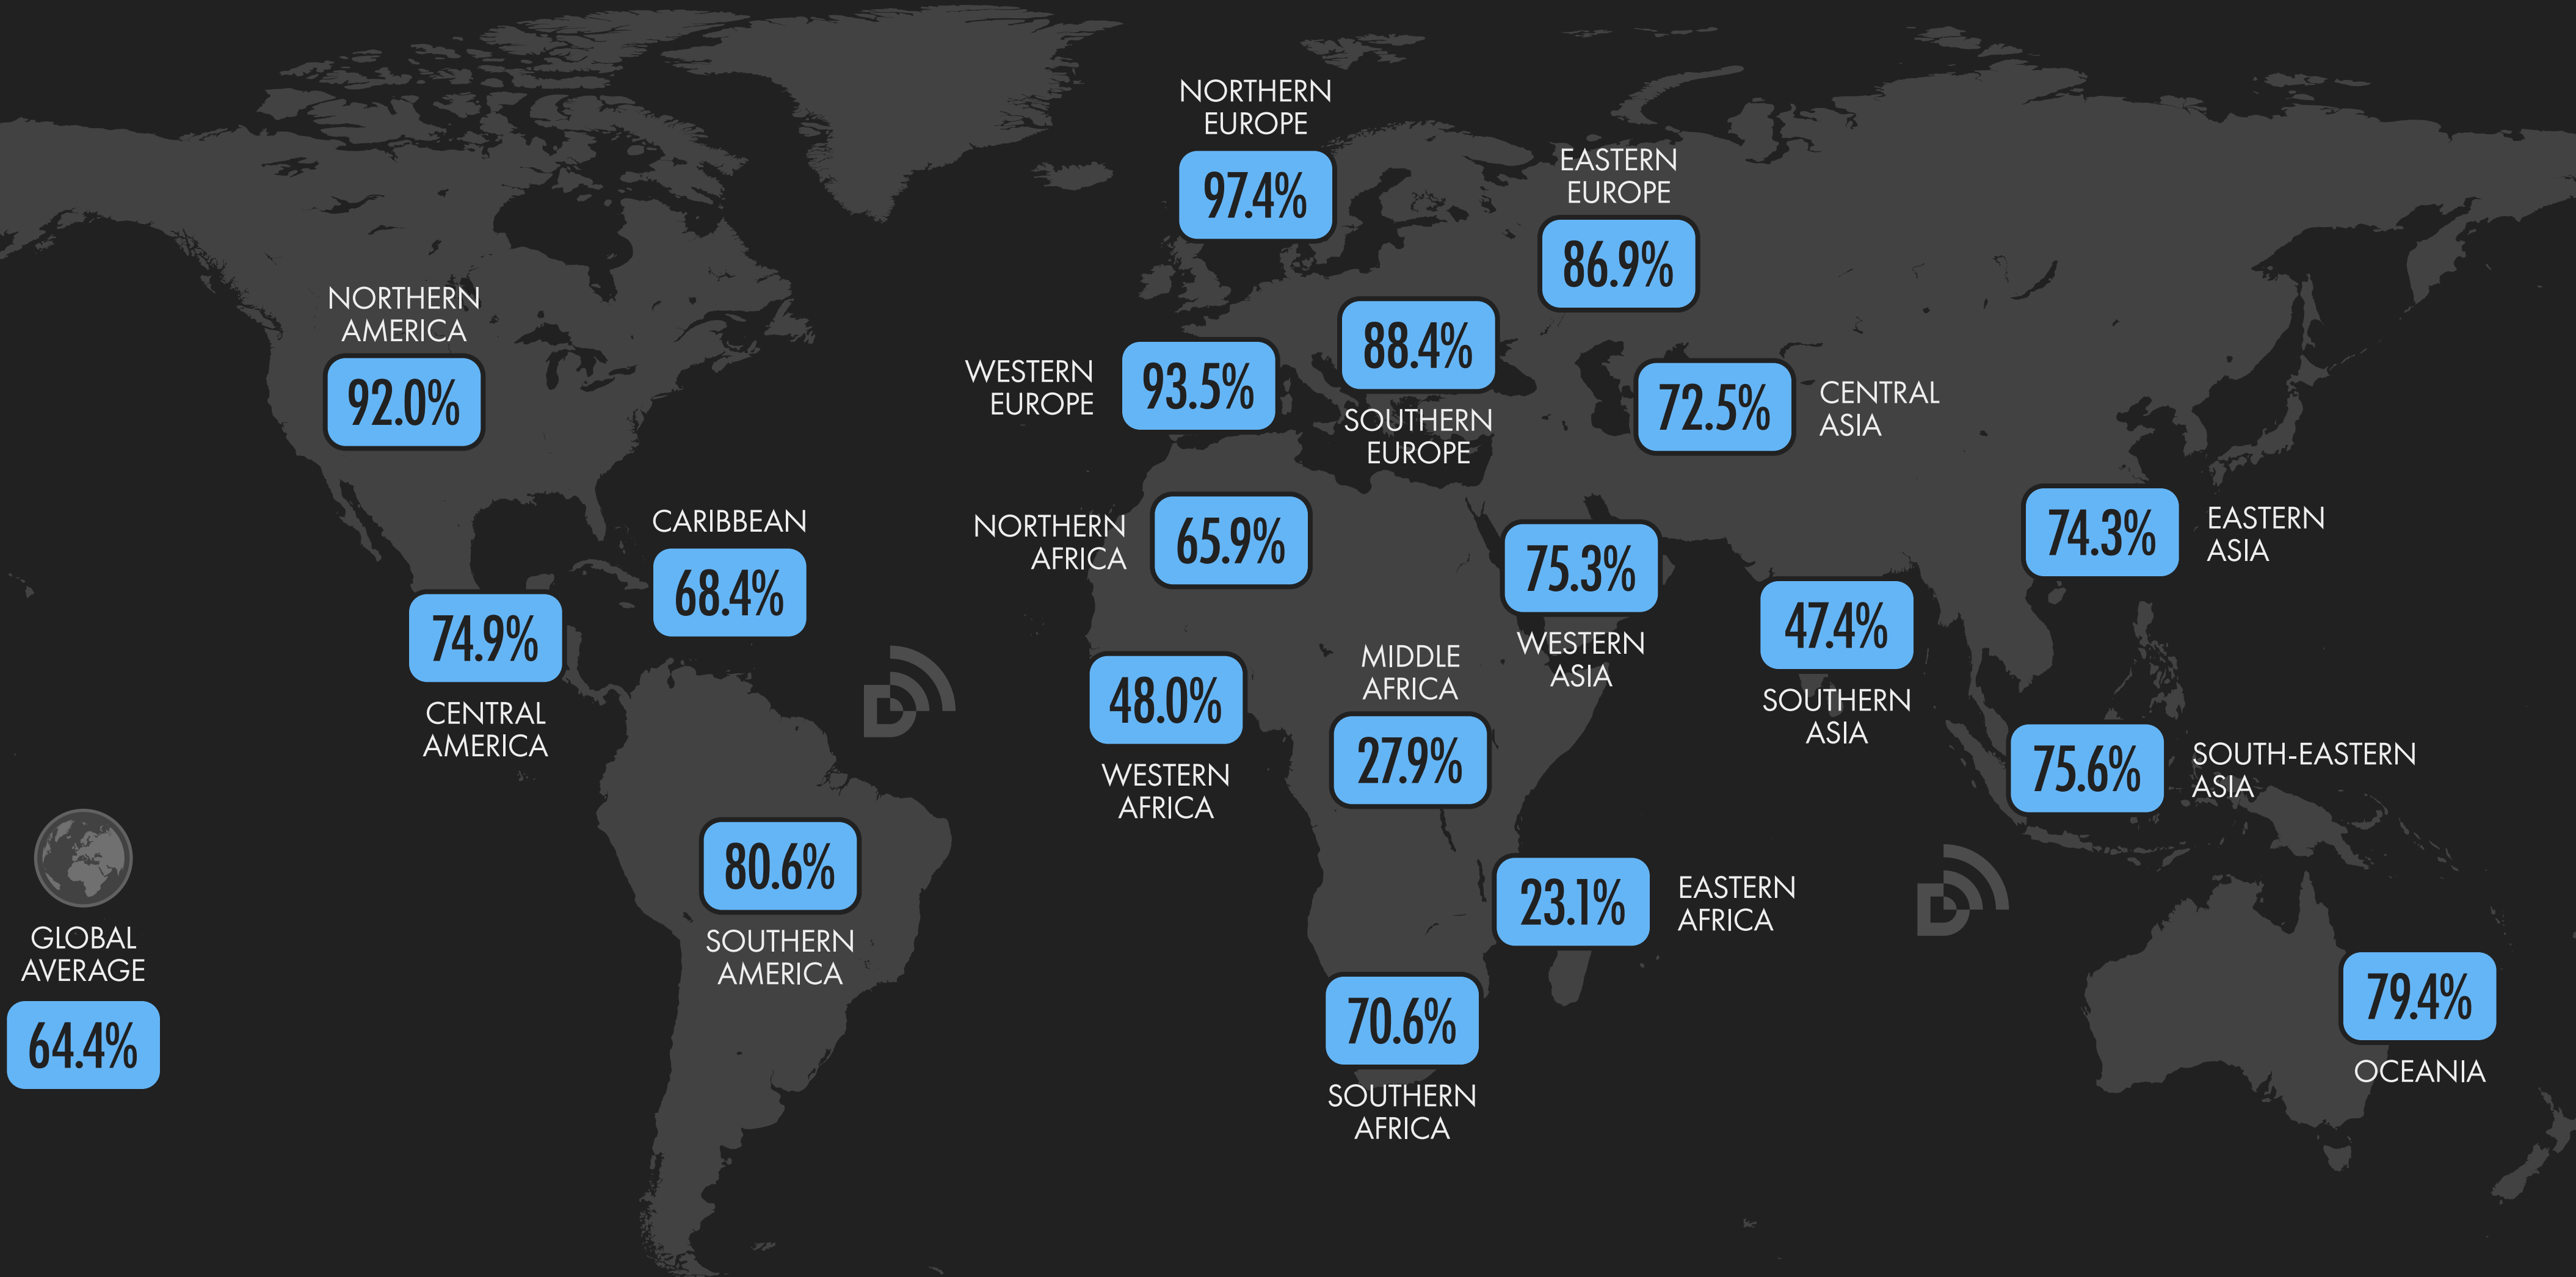 NORTHERN
EUROPE
97.4%
EASTERN
EUROPE
86.9%
NORTHERN
AMERICA
92.0%
WESTERN
EUROPE
93.5%
88.4%
SOUTHERN
EUROPE
72.5%
CENTRAL
ASIA
CARIBBEAN
68.4%
NORTHERN
AFRICA
65.9%
75.3%
WESTERN
ASIA
74.3%
EASTERN
ASIA
74.9%
CENTRAL
AMERICA
47.4%
SOUTHERN
ASIA
48.0%
WESTERN
AFRICA
MIDDLE
AFRICA
27.9%
75.6%
SOUTH-EASTERN
ASIA
80.6%
SOUTHERN
AMERICA
23.1%
EASTERN
AFRICA
GLOBAL
AVERAGE
64.4%
70.6%
SOUTHERN
AFRICA
79.4%
OCEANIA